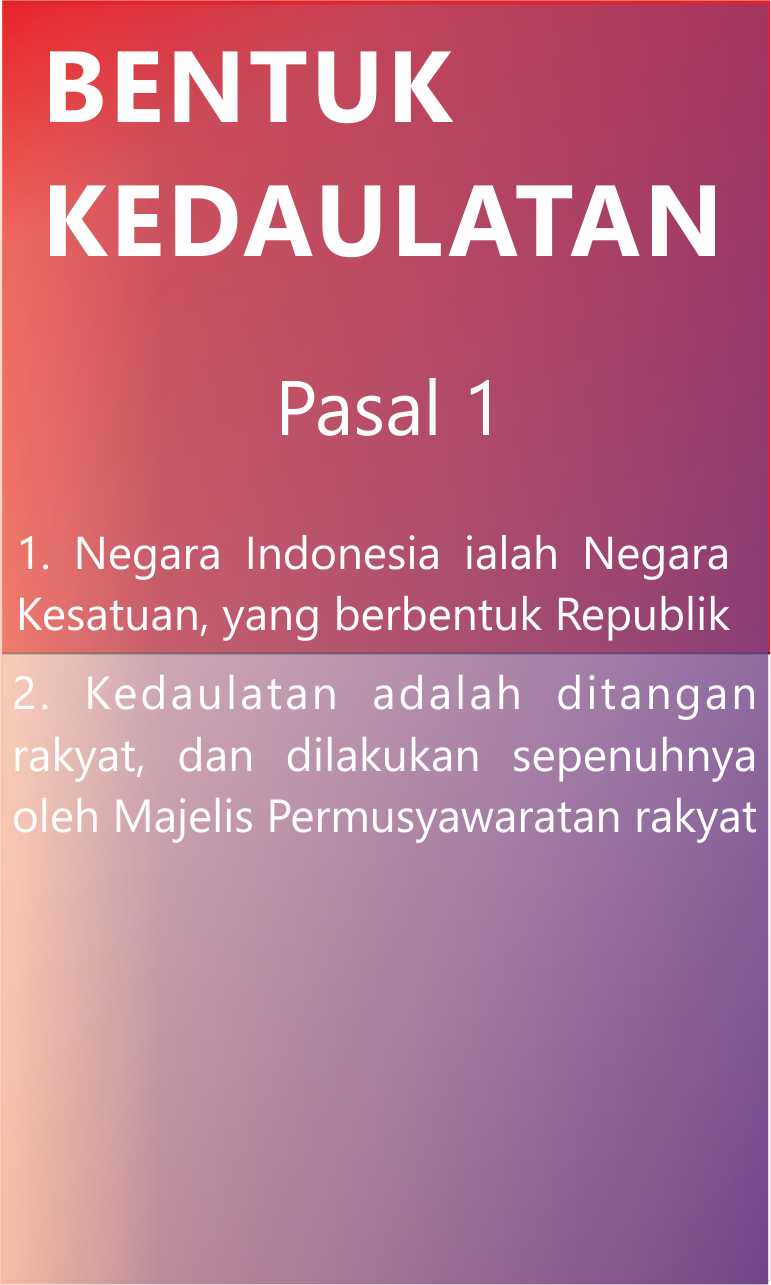 BENTUK
KEDAULATAN
Pasal 1
1. Negara Indonesia ialah Negara
Kesatuan, yang berbentuk Republik
2. Kedaulatan adalah ditangan
rakyat, dan dilakukan sepenuhnya
oleh Majelis Permusyawaratan rakyat